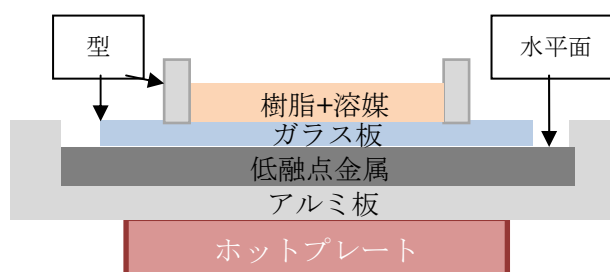 型
水平面
樹脂+溶媒
ガラス板
低融点金属
アルミ板
ホットプレート